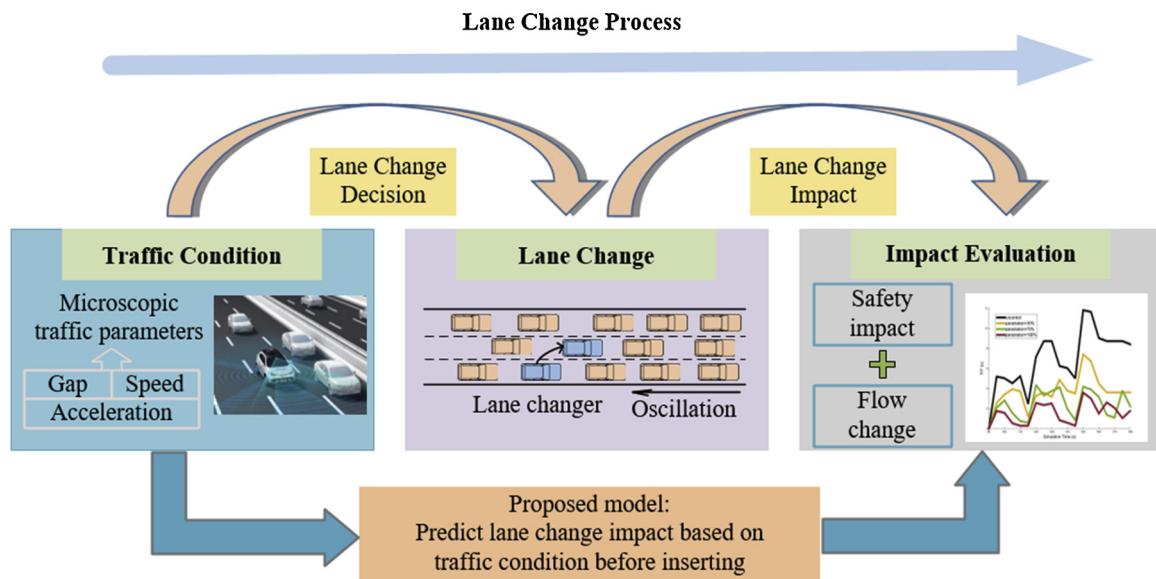 Lane Change Process
Lane Change
Decision
Lane Change
Impact
Traffic Condition
Microscopic
traffic parameters
Gap
Speed
Acceleration
Lane Change
Lane changer
Oscillation
Impact Evaluation
Safety
impact
+
Flow
change
Simulation Time (s)
Proposed model:
Predict lane change impact based on
traffic condition before inserting